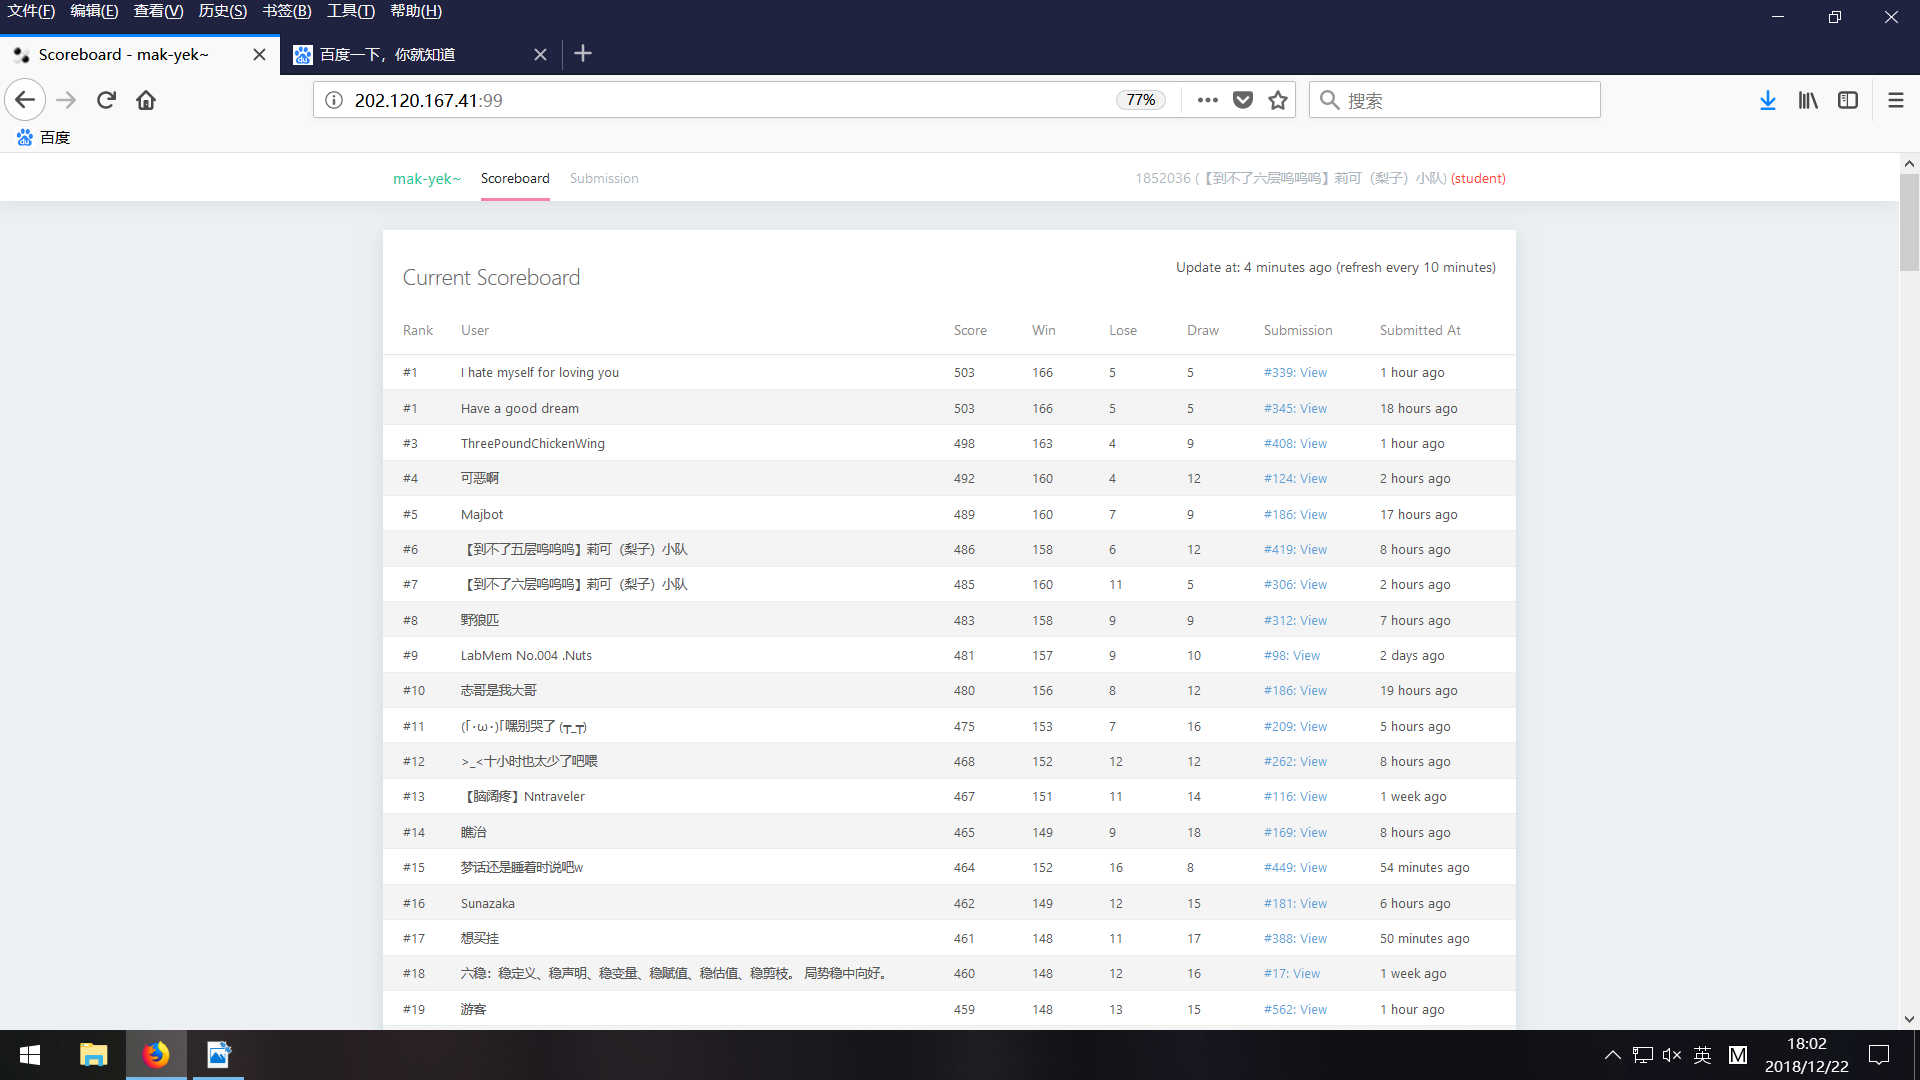 文件(F) 编辑(E) 查看(V) 历史(S) 书签(B) 工具(T) 帮助(H)
Scoreboard - mak-yek~ 百度一下，你就知道
202.120.167.41:99 77% 搜索
百度
mak-yek~ Scoreboard Submission 1852036 (【到不了六层呜呜呜】莉可（梨子）小队) (student)
Current Scoreboard Update at: 4 minutes ago (refresh every 10 minutes)
Rank User Score Win Lose Draw Submission Submitted At
#1 I hate myself for loving you 503 166 5 5 #339: View 1 hour ago
#1 Have a good dream 503 166 5 5 #345: View 18 hours ago
#3 ThreePoundChickenWing 498 163 4 9 #408: View 1 hour ago
#4 可恶啊 492 160 4 12 #124: View 2 hours ago
#5 Majbot 489 160 7 9 #186: View 17 hours ago
#6 【到不了五层呜呜呜】莉可（梨子）小队 486 158 6 12 #419: View 8 hours ago
#7 【到不了六层呜呜呜】莉可（梨子）小队 485 160 11 5 #306: View 2 hours ago
#8 野狼匹 483 158 9 9 #312: View 7 hours ago
#9 LabMem No.004 .Nuts 481 157 9 10 #98: View 2 days ago
#10 志哥是我大哥 480 156 8 12 #186: View 19 hours ago
#11 (｢･ω･)｢嘿别哭了 (┬_┬) 475 153 7 16 #209: View 5 hours ago
#12 >_<十小时也太少了吧喂 468 152 12 12 #262: View 8 hours ago
#13 【脑阔疼】Nntraveler 467 151 11 14 #116: View 1 week ago
#14 瞧治 465 149 9 18 #169: View 8 hours ago
#15 梦话还是睡着时说吧w 464 152 16 8 #449: View 54 minutes ago
#16 Sunazaka 462 149 12 15 #181: View 6 hours ago
#17 想买挂 461 148 11 17 #388: View 50 minutes ago
#18 六稳：稳定义、稳声明、稳变量、稳赋值、稳估值、稳剪枝。 局势稳中向好。 460 148 12 16 #17: View 1 week ago
#19 游客 459 148 13 15 #562: View 1 hour ago
英 M 18:02
2018/12/22